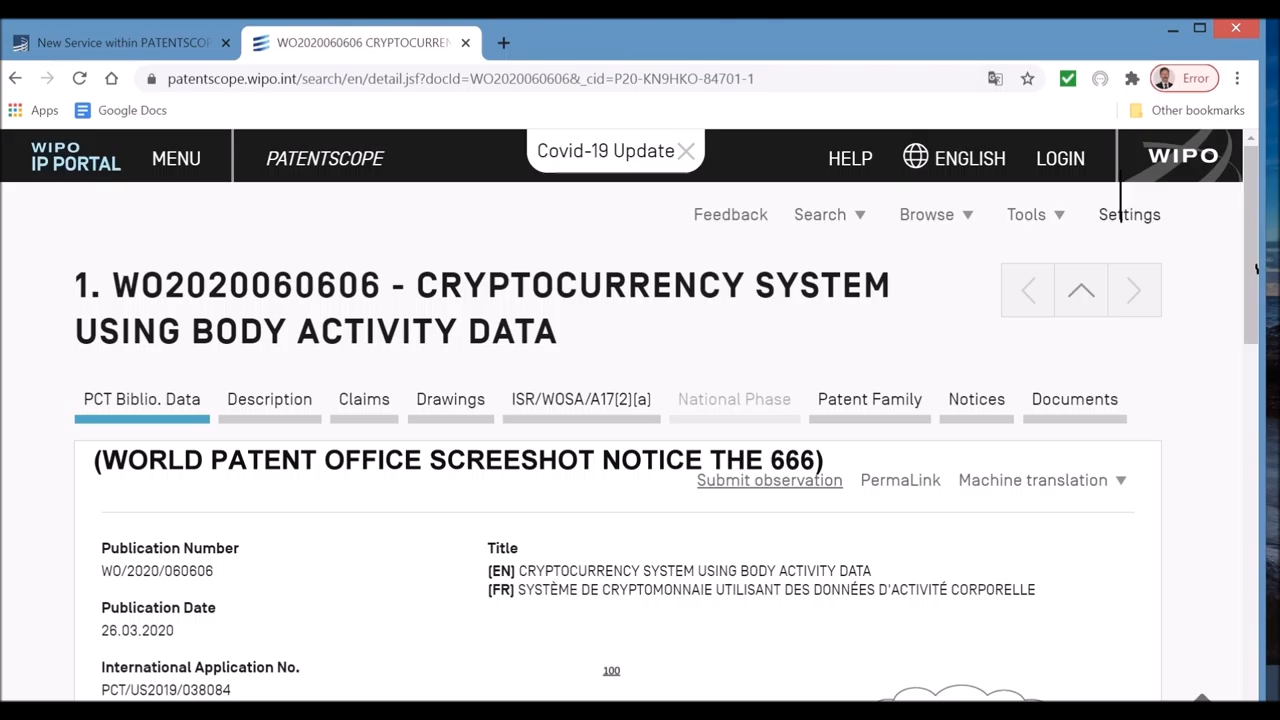 New Service within PATENTSCOP
WO2020060606 CRYPTOCURREN
patentscope.wipo.int/search/en/detail.jsf?docId=WO2020060606&_cid=P20-KN9HKO-84701-1
Error
Apps
Google Docs
Other bookmarks
WIPO
IP PORTAL
MENU
PATENTSCOPE
Covid-19 Update
HELP
ENGLISH
LOGIN
WIPO
Feedback
Search
Browse
Tools
Settings
1. WO2020060606 - CRYPTOCURRENCY SYSTEM
USING BODY ACTIVITY DATA
PCT Biblio. Data
Description
Claims
Drawings
ISR/WOSA/A17(2)(a)
National Phase
Patent Family
Notices
Documents
(WORLD PATENT OFFICE SCREESHOT NOTICE THE 666)
Submit observation
PermaLink
Machine translation
Publication Number
WO/2020/060606
Publication Date
26.03.2020
International Application No.
PCT/US2019/038084
Title
[EN] CRYPTOCURRENCY SYSTEM USING BODY ACTIVITY DATA
[FR] SYSTÈME DE CRYPTOMONNAIE UTILISANT DES DONNÉES D'ACTIVITÉ CORPORELLE
100